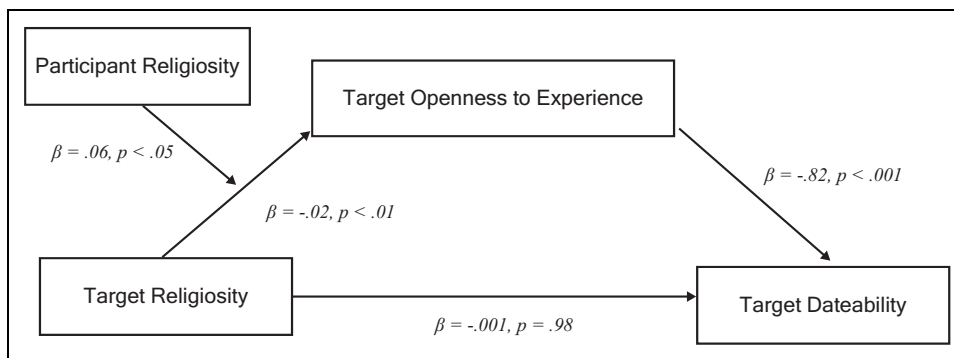 Participant Religiosity
Target Openness to Experience
β = .06, p < .05
β = -.82, p < .001
β = -.02, p < .01
Target Religiosity
Target Dateability
β = -.001, p = .98